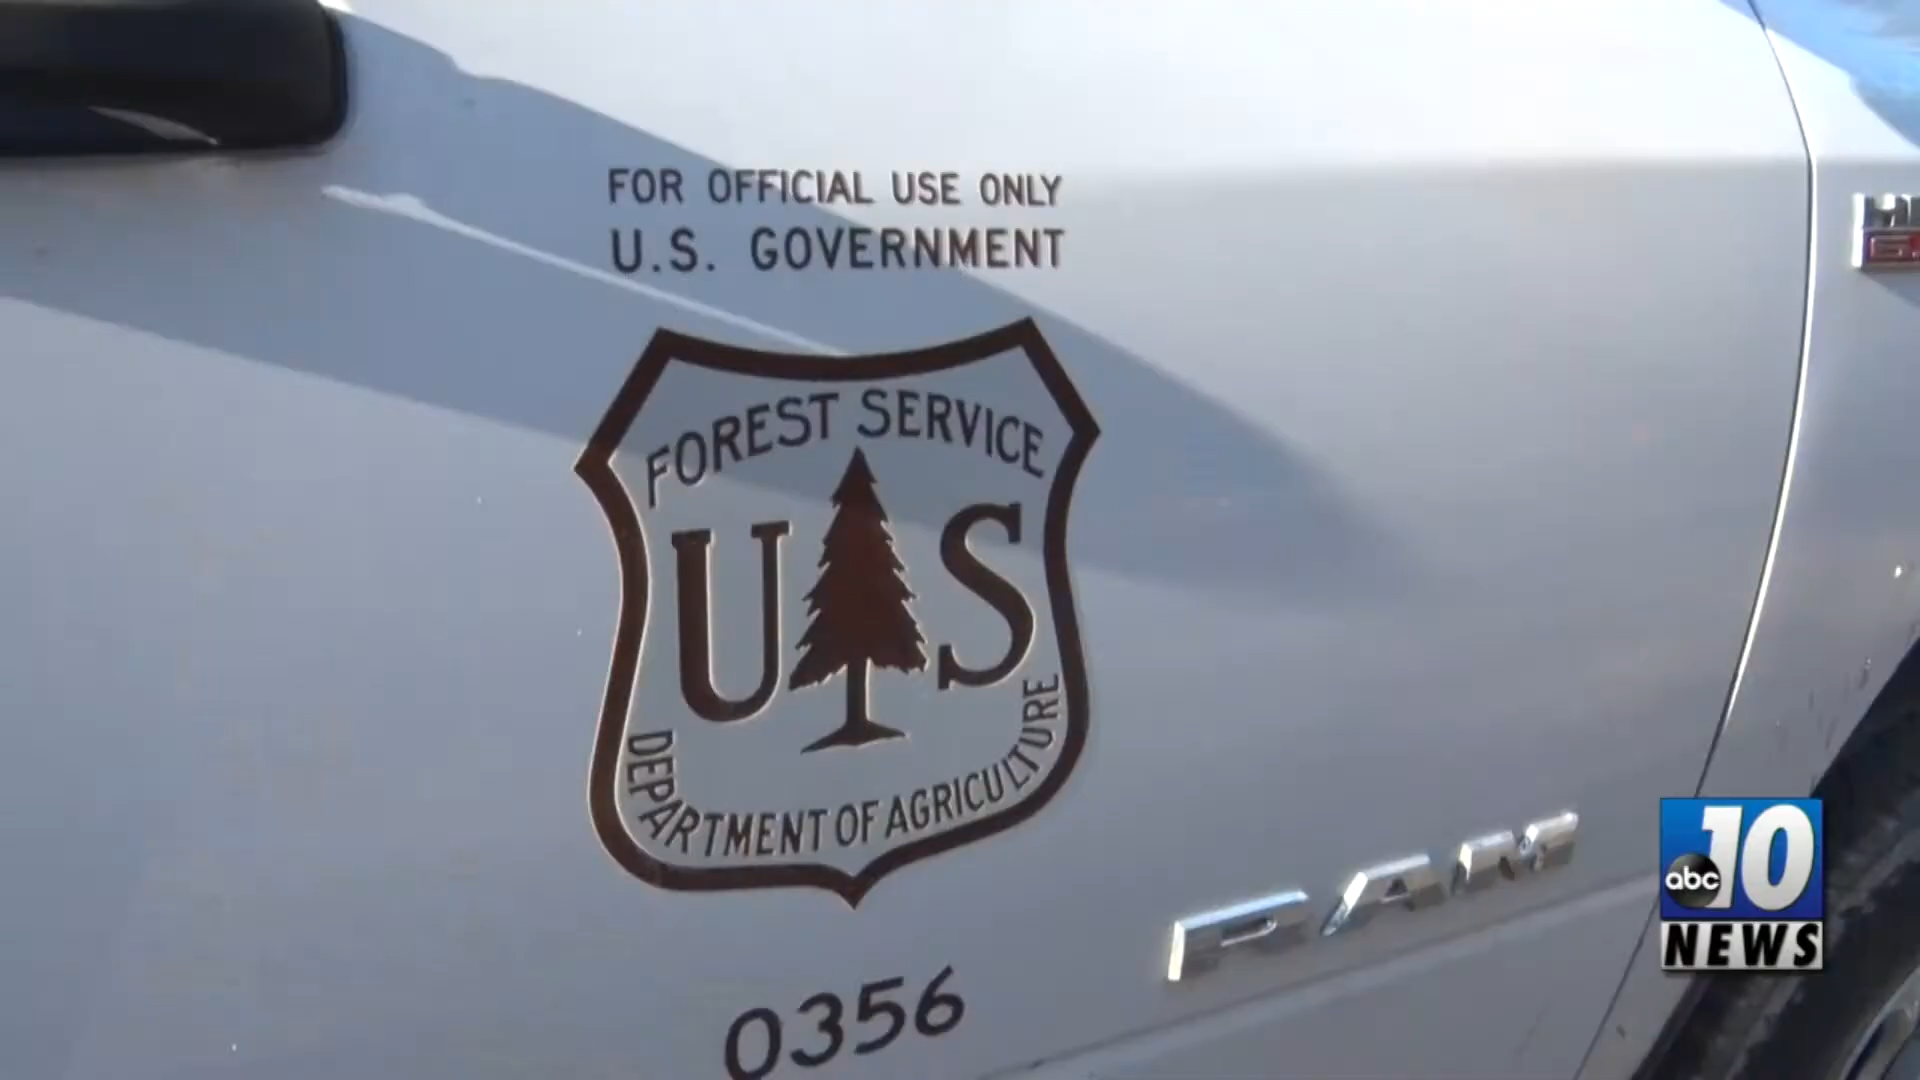 FOR OFFICIAL USE ONLY
U.S. GOVERNMENT
FOREST SERVICE
U S
DEPARTMENT OF AGRICULTURE
RAM
0356
abc 10
NEWS